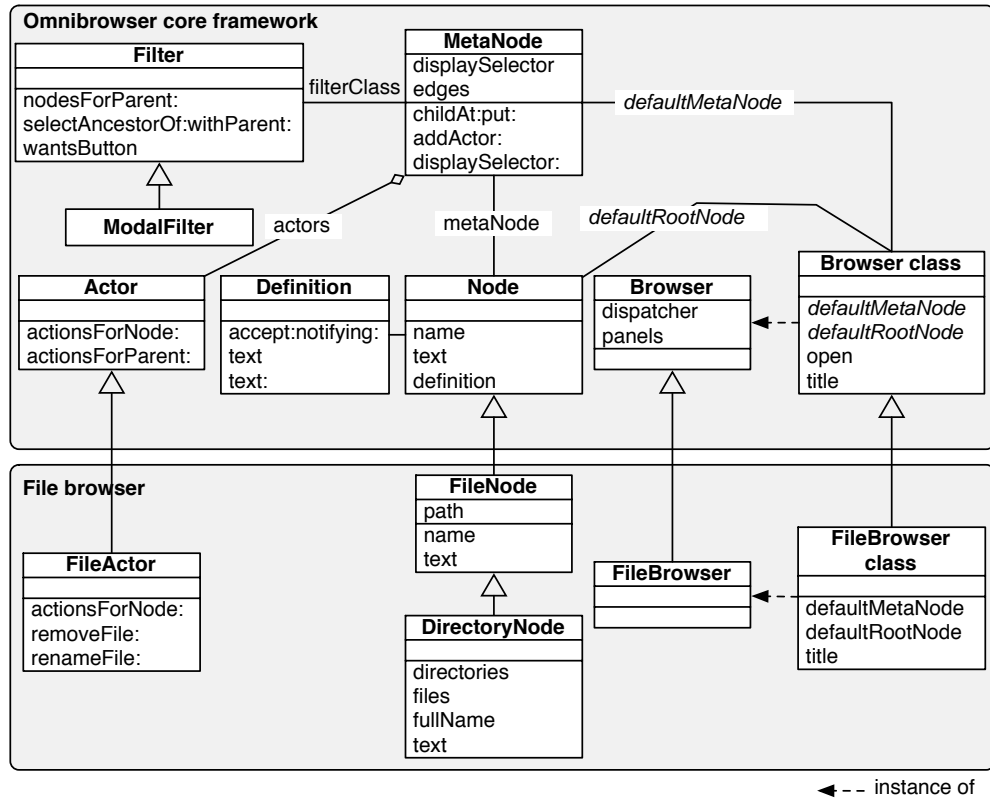 Omnibrowser core framework
Filter
nodesForParent:
selectAncestorOf:withParent:
wantsButton
filterClass
MetaNode
displaySelector
edges
childAt:put:
addActor:
displaySelector:
defaultMetaNode
ModalFilter
actors
metaNode
defaultRootNode
Actor
actionsForNode:
actionsForParent:
Definition
accept:notifying:
text
text:
Node
name
text
definition
Browser
dispatcher
panels
Browser class
defaultMetaNode
defaultRootNode
open
title
File browser
FileActor
actionsForNode:
removeFile:
renameFile:
FileNode
path
name
text
DirectoryNode
directories
files
fullName
text
FileBrowser
FileBrowser
class
defaultMetaNode
defaultRootNode
title
instance of